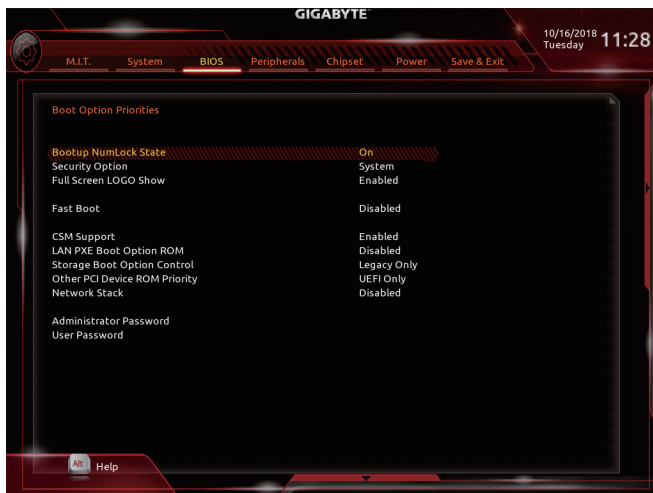 GIGABYTE™
10/16/2018 Tuesday 11:28
M.I.T. System BIOS Peripherals Chipset Power Save & Exit
Boot Option Priorities
Bootup NumLock State On
Security Option System
Full Screen LOGO Show Enabled
Fast Boot Disabled
CSM Support Enabled
LAN PXE Boot Option ROM Disabled
Storage Boot Option Control Legacy Only
Other PCI Device ROM Priority UEFI Only
Network Stack Disabled
Administrator Password
User Password
Alt Help